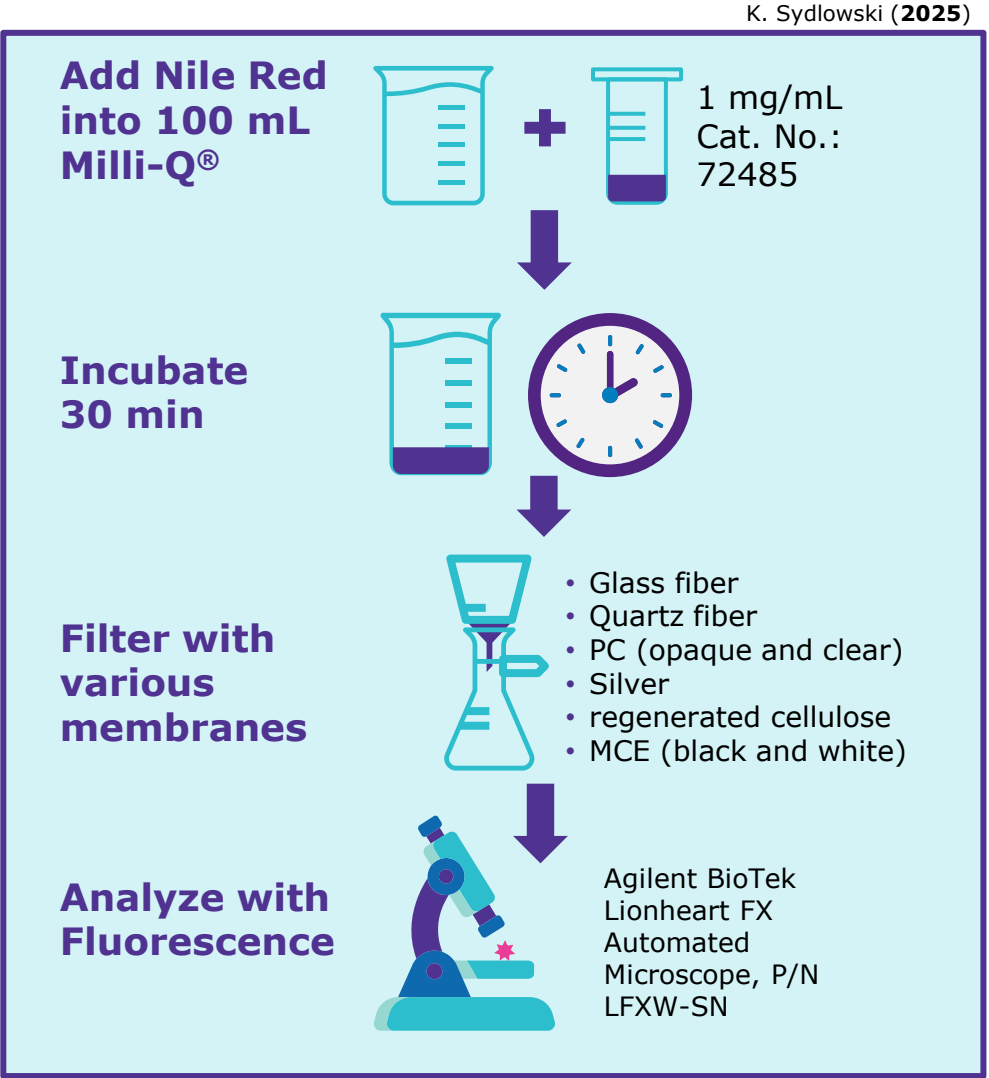 K. Sydlowski (2025)
Add Nile Red
into 100 mL
Milli-Q®
1 mg/mL
Cat. No.:
72485
Incubate
30 min
Filter with
various
membranes
• Glass fiber
• Quartz fiber
• PC (opaque and clear)
• Silver
• regenerated cellulose
• MCE (black and white)
Analyze with
Fluorescence
Agilent BioTek
Lionheart FX
Automated
Microscope, P/N
LFXW-SN